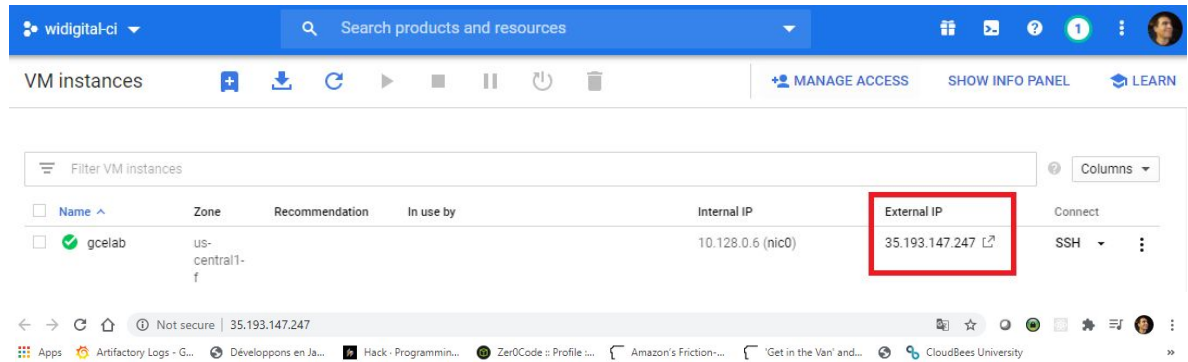 widigital-ci Search products and resources 1
VM instances MANAGE ACCESS SHOW INFO PANEL LEARN
Filter VM instances Columns
Name Zone Recommendation In use by Internal IP External IP Connect
gcelab us-central1-f 10.128.0.6 (nic0) 35.193.147.247 SSH
Not secure | 35.193.147.247
Apps Artifactory Logs - G... Développons en Ja... Hack · Programmin... Zer0Code :: Profile :... Amazon's Friction-... 'Get in the Van' and... CloudBees University »